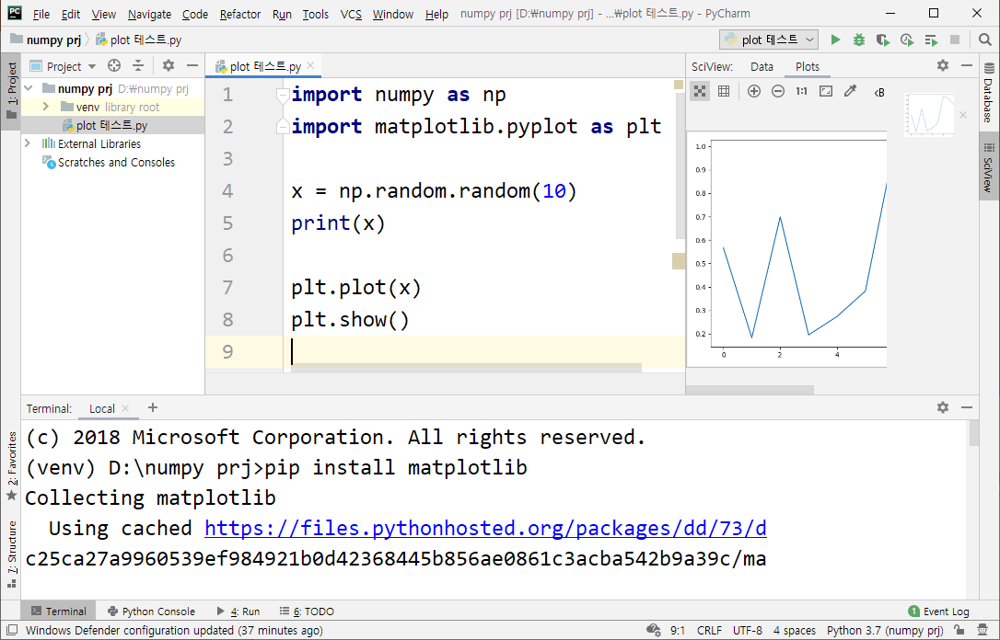 PC File Edit View Navigate Code Refactor Run Tools VCS Window Help numpy prj [D:₩numpy prj] - ...₩plot 테스트.py - PyCharm
numpy prj plot 테스트.py plot 테스트
1: Project
Project
numpy prj D:₩numpy prj
venv library root
plot 테스트.py
External Libraries
Scratches and Consoles
plot 테스트.py
1 import numpy as np
2 import matplotlib.pyplot as plt
3
4 x = np.random.random(10)
5 print(x)
6
7 plt.plot(x)
8 plt.show()
9
SciView: Data Plots
1:1
1.0
0.9
0.8
0.7
0.6
0.5
0.4
0.3
0.2
0 2 4
Database
SciView
2: Favorites
7: Structure
Terminal: Local
(c) 2018 Microsoft Corporation. All rights reserved.
(venv) D:\numpy prj>pip install matplotlib
Collecting matplotlib
Using cached https://files.pythonhosted.org/packages/dd/73/d
c25ca27a9960539ef984921b0d42368445b856ae0861c3acba542b9a39c/ma
Terminal Python Console 4: Run 6: TODO 1 Event Log
Windows Defender configuration updated (37 minutes ago) 9:1 CRLF UTF-8 4 spaces Python 3.7 (numpy prj)